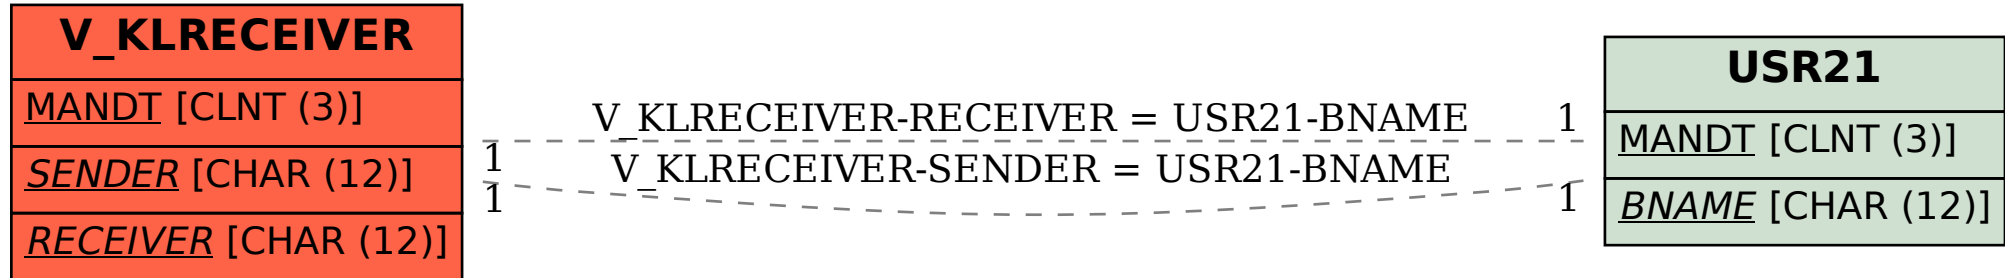 V_KLRECEIVER
MANDT [CLNT (3)]
SENDER [CHAR (12)]
RECEIVER [CHAR (12)]
V_KLRECEIVER-RECEIVER = USR21-BNAME
1
1
V_KLRECEIVER-SENDER = USR21-BNAME
1
1
USR21
MANDT [CLNT (3)]
BNAME [CHAR (12)]